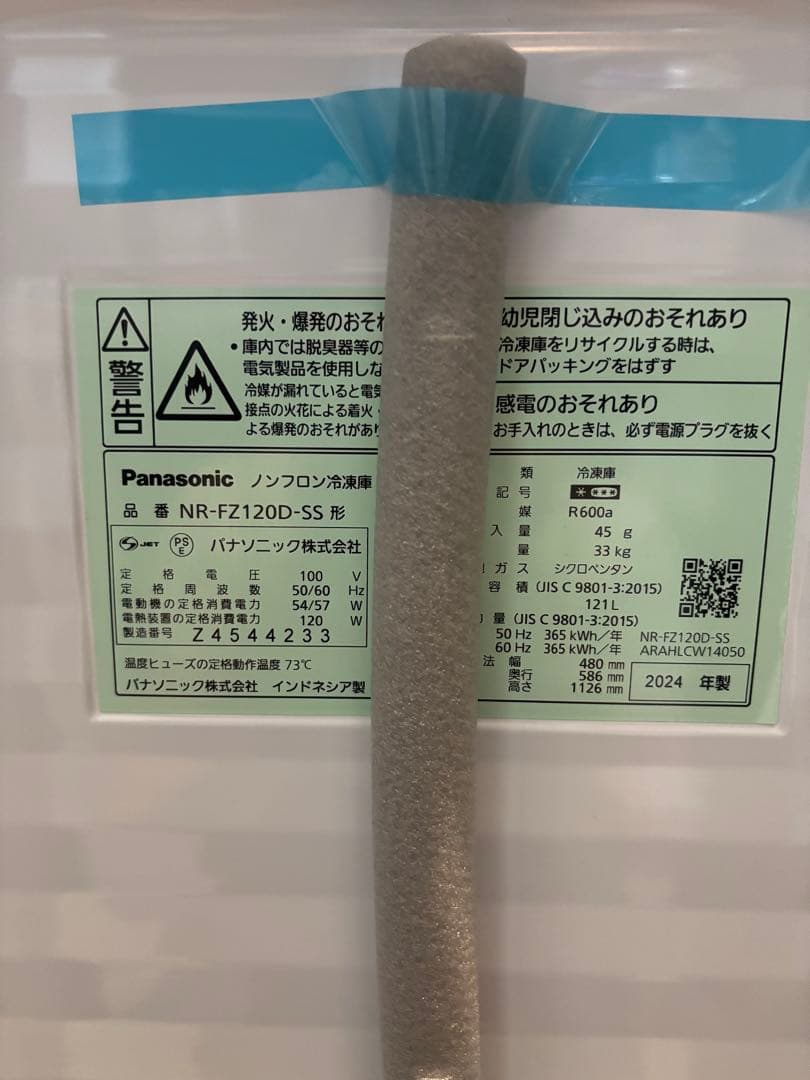 警告
発火・爆発のおそれ
• 庫内では脱臭器等の
電気製品を使用しな
冷媒が漏れていると電気
接点の火花による着火・
よる爆発のおそれがあり
幼児閉じ込みのおそれあり
冷凍庫をリサイクルする時は、
ドアパッキングをはずす
感電のおそれあり
お手入れのときは、必ず電源プラグを抜く
Panasonic ノンフロン冷凍庫
品番 NR-FZ120D-SS 形
JET PS E パナソニック株式会社
定格電圧 100 V
定格周波数 50/60 Hz
電動機の定格消費電力 54/57 W
電熱装置の定格消費電力 120 W
製造番号 Z4544233
温度ヒューズの定格動作温度 73℃
パナソニック株式会社 インドネシア製
類 冷凍庫
記号
媒 R600a
入量 45 g
量 33 kg
ガス シクロペンタン
容積 (JIS C 9801-3:2015)
121 L
量 (JIS C 9801-3:2015)
50 Hz 365 kWh/年
60 Hz 365 kWh/年
NR-FZ120D-SS
ARAHLCW14050
法 幅 480 mm
奥行 586 mm
高さ 1126 mm
2024 年製